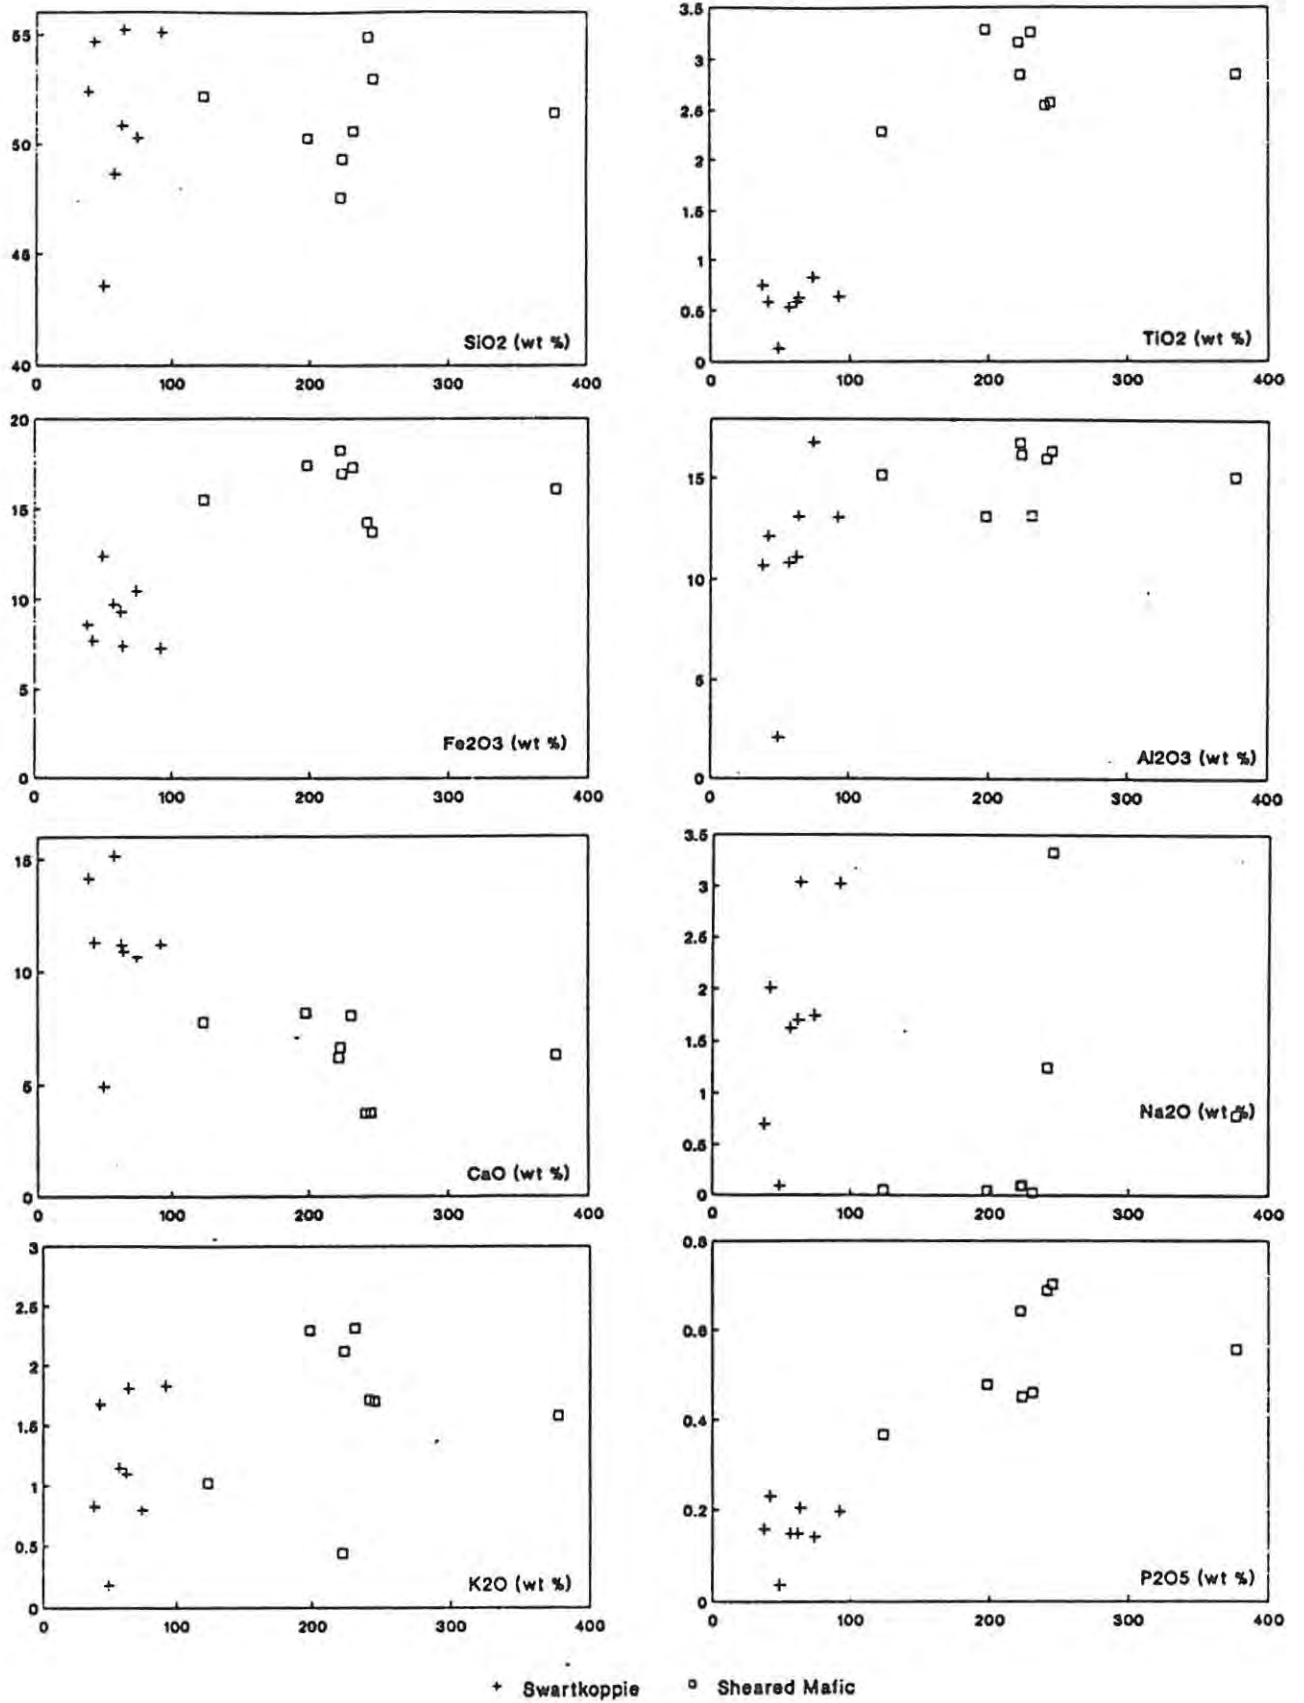 55
50
45
40
SiO2 (wt %)
0 100 200 300 400
3.5
3
2.5
2
1.5
1
0.5
0
TiO2 (wt %)
0 100 200 300 400
20
15
10
5
0
Fe2O3 (wt %)
0 100 200 300 400
15
10
5
0
Al2O3 (wt %)
0 100 200 300 400
15
10
5
0
CaO (wt %)
0 100 200 300 400
3.5
3
2.5
2
1.5
1
0.5
0
Na2O (wt %)
0 100 200 300 400
3
2.5
2
1.5
1
0.5
0
K2O (wt %)
0 100 200 300 400
0.8
0.6
0.4
0.2
0
P2O5 (wt %)
0 100 200 300 400
+ Swartkoppie □ Sheared Mafic